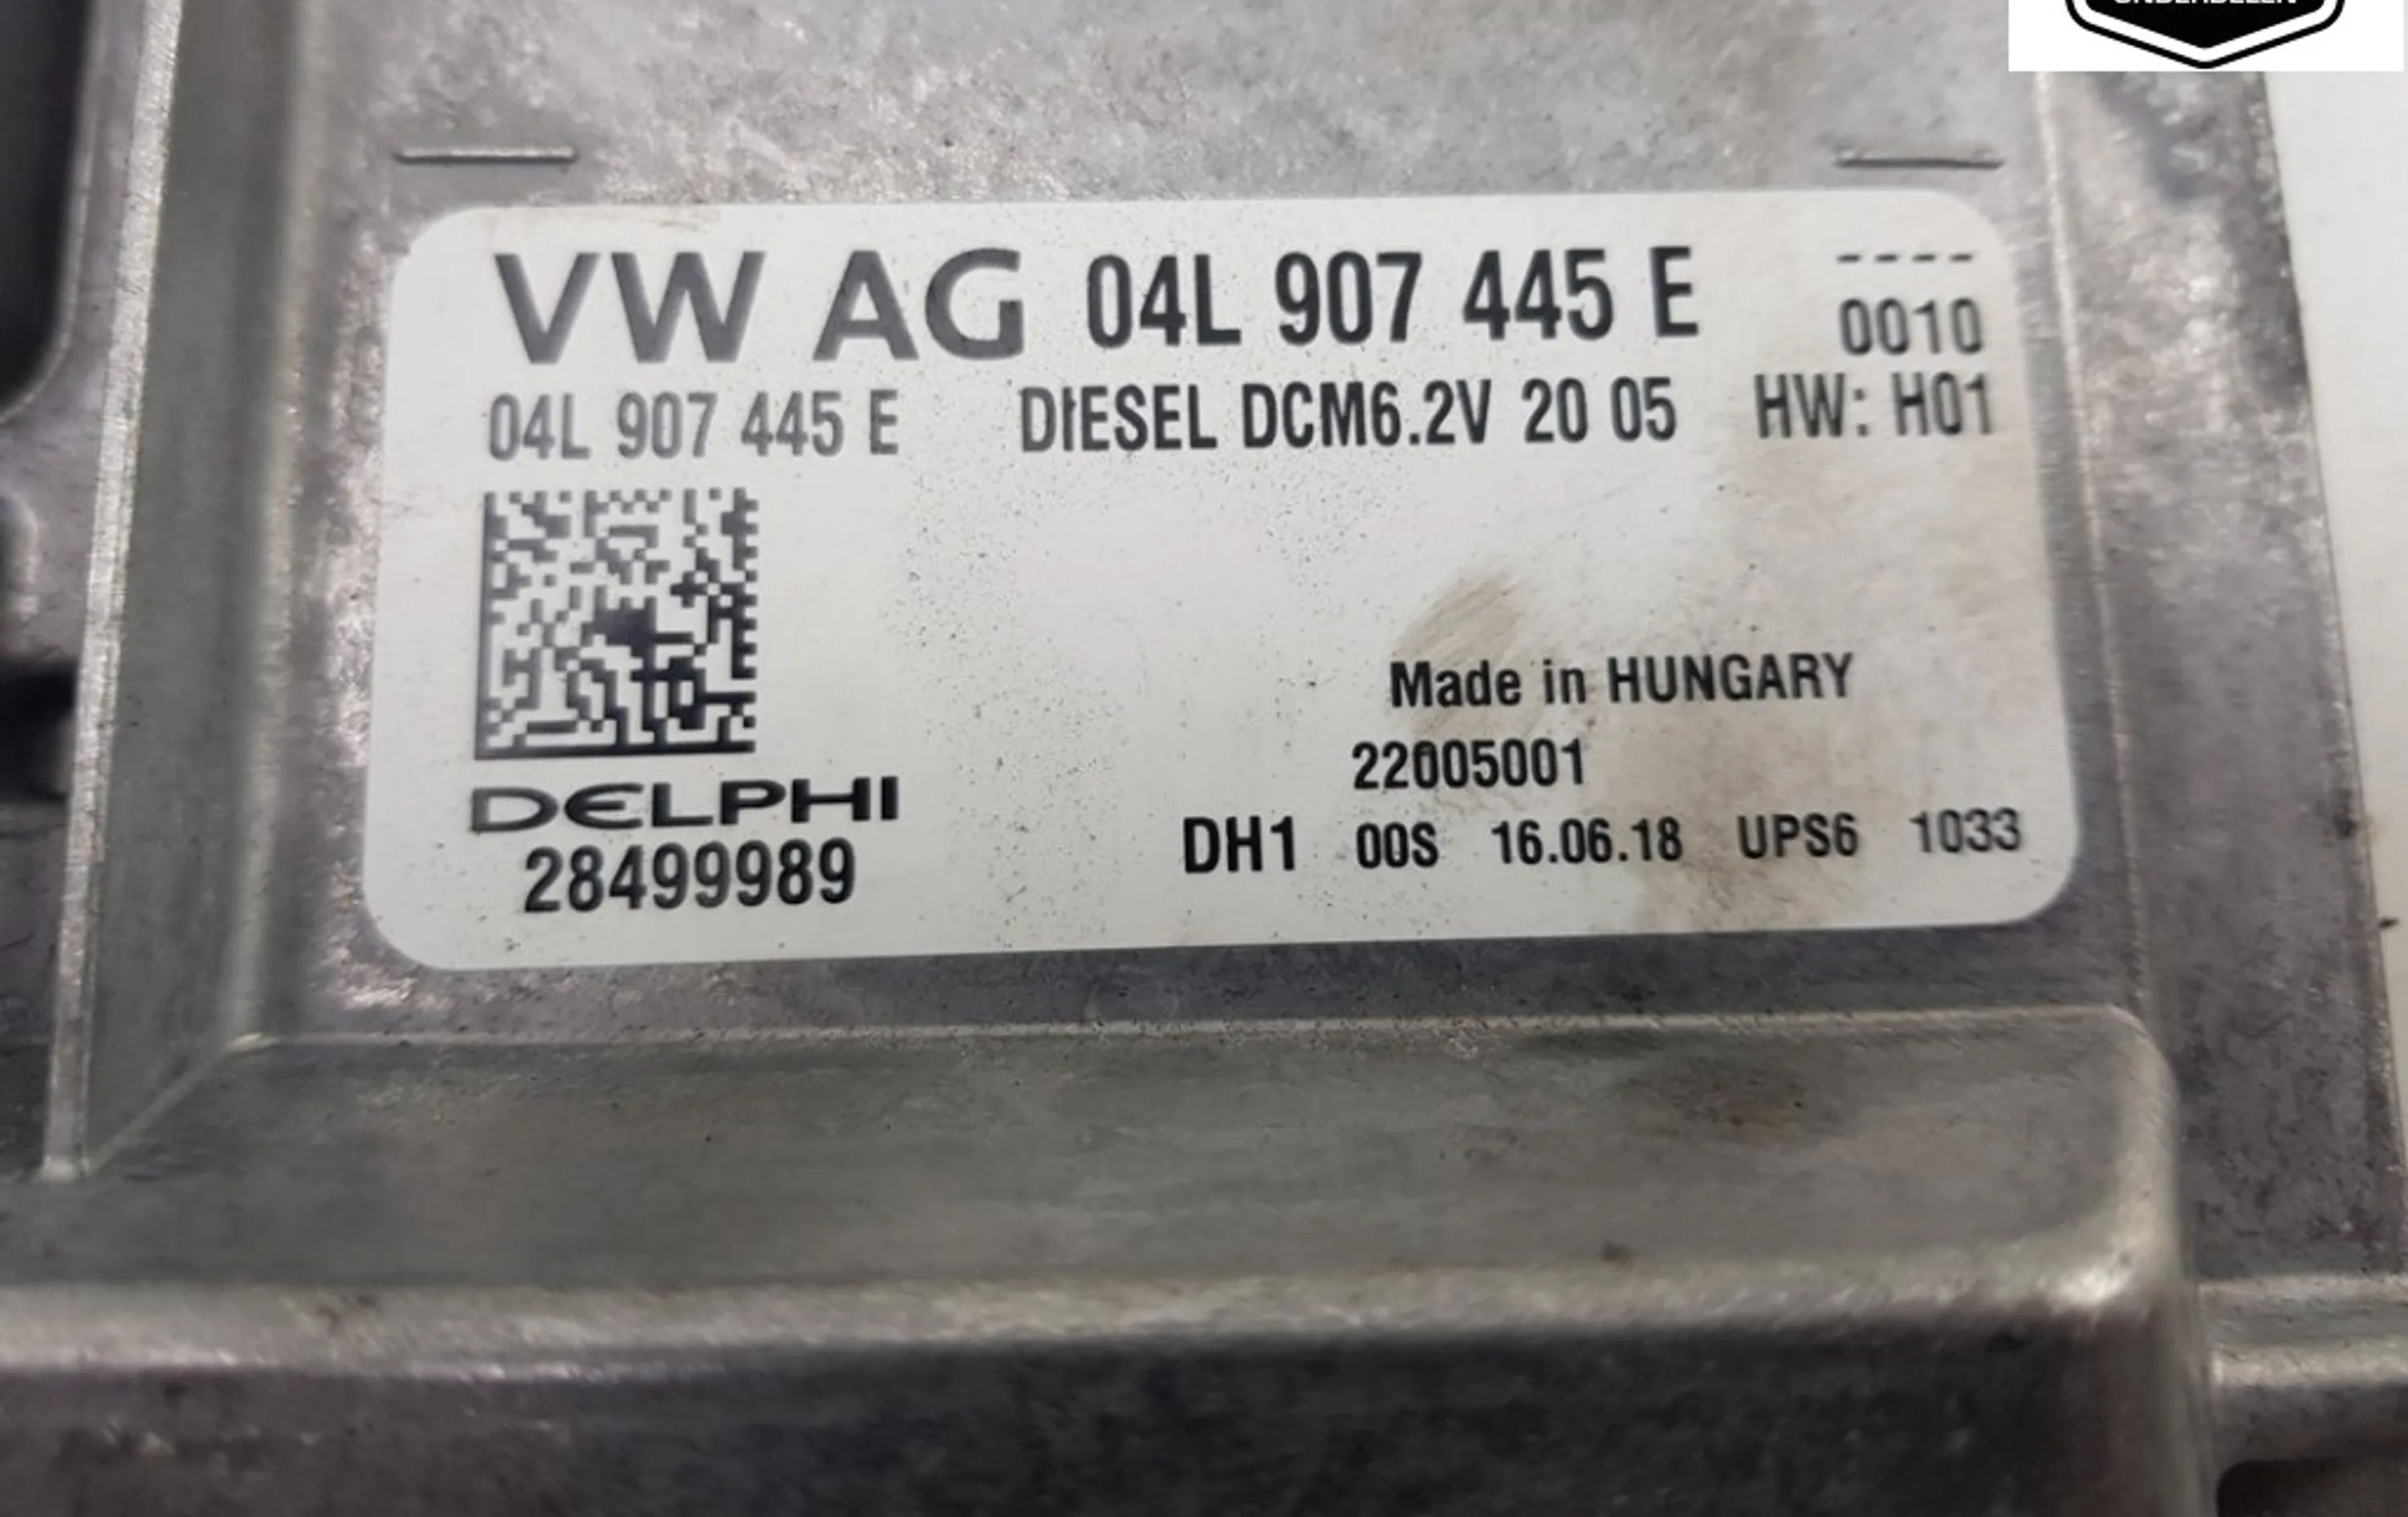 ONDERDELEN
VW AG 04L 907 445 E ----
0010
04L 907 445 E DIESEL DCM6.2V 20 05 HW: H01
Made in HUNGARY
22005001
DELPHI
28499989
DH1 00S 16.06.18 UPS6 1033